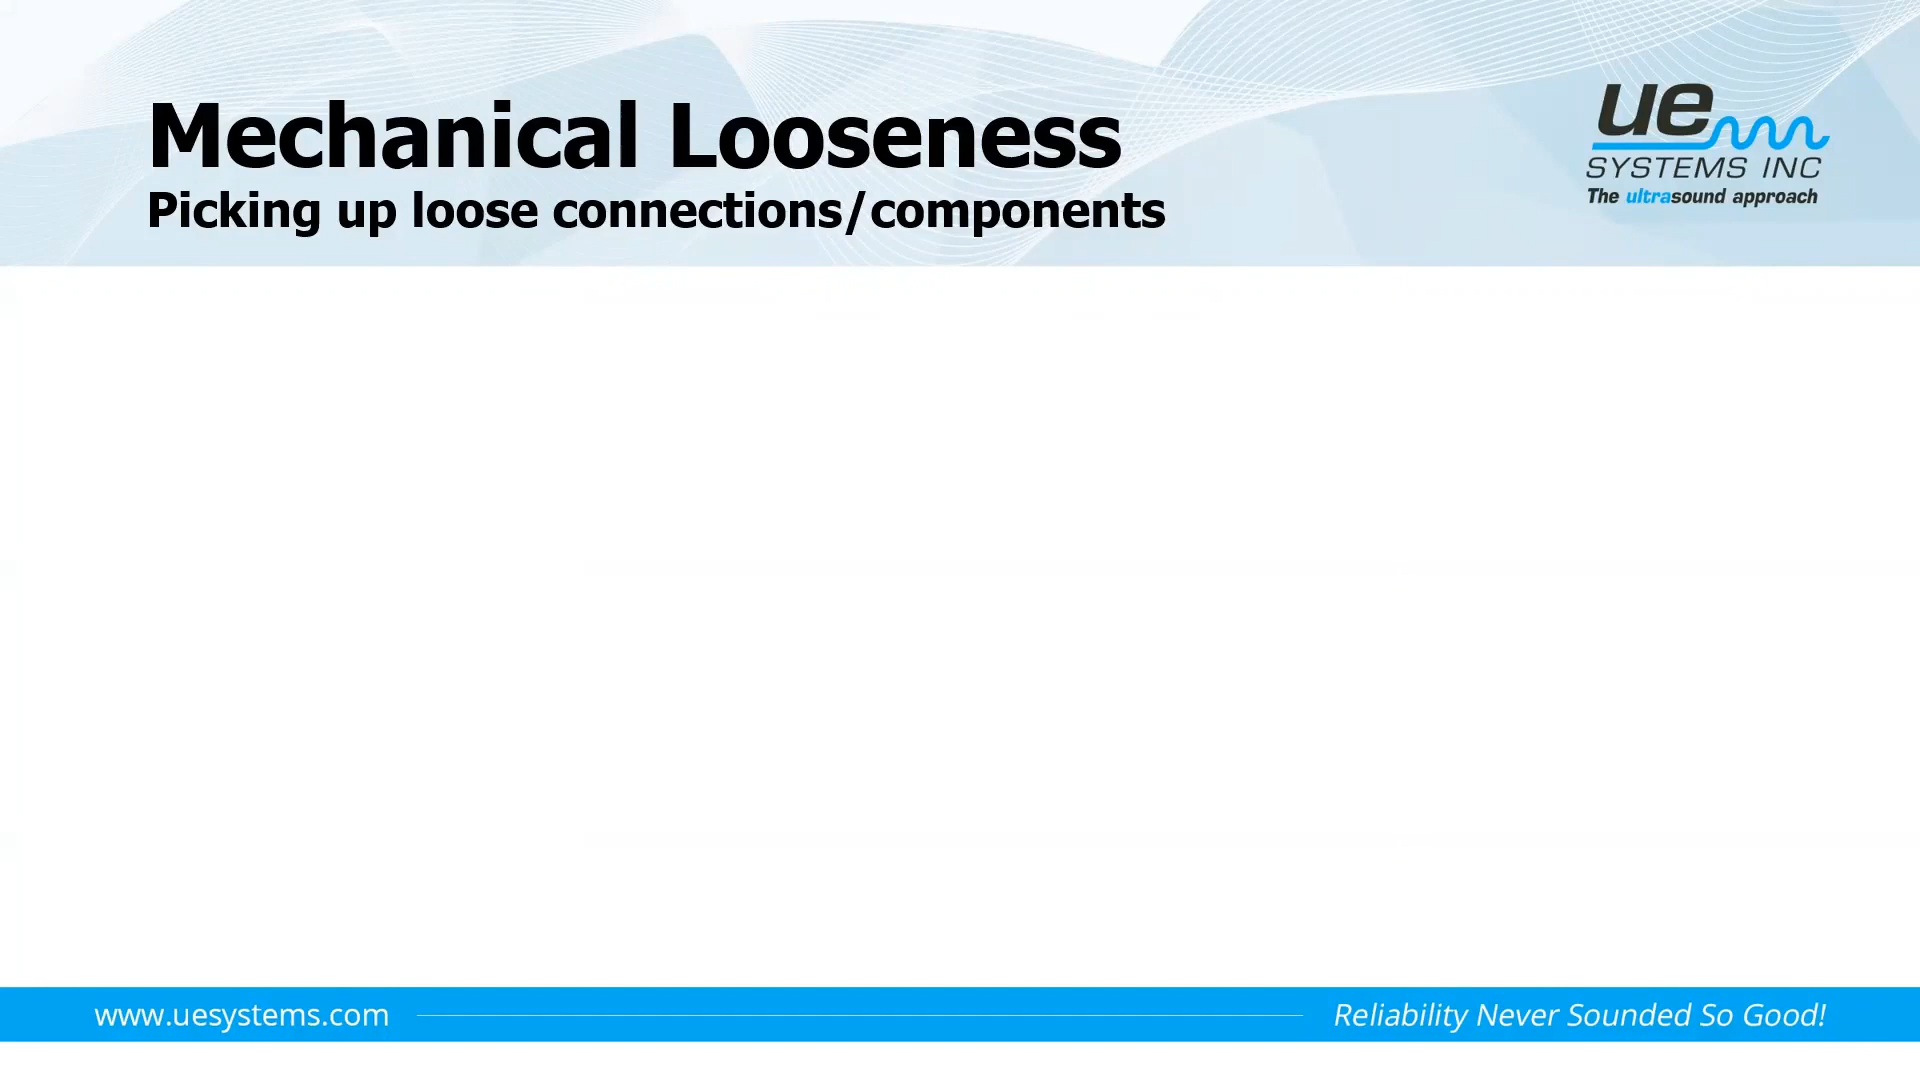 Mechanical Looseness
Picking up loose connections/components
ue
SYSTEMS INC
The ultrasound approach
www.uesystems.com
Reliability Never Sounded So Good!